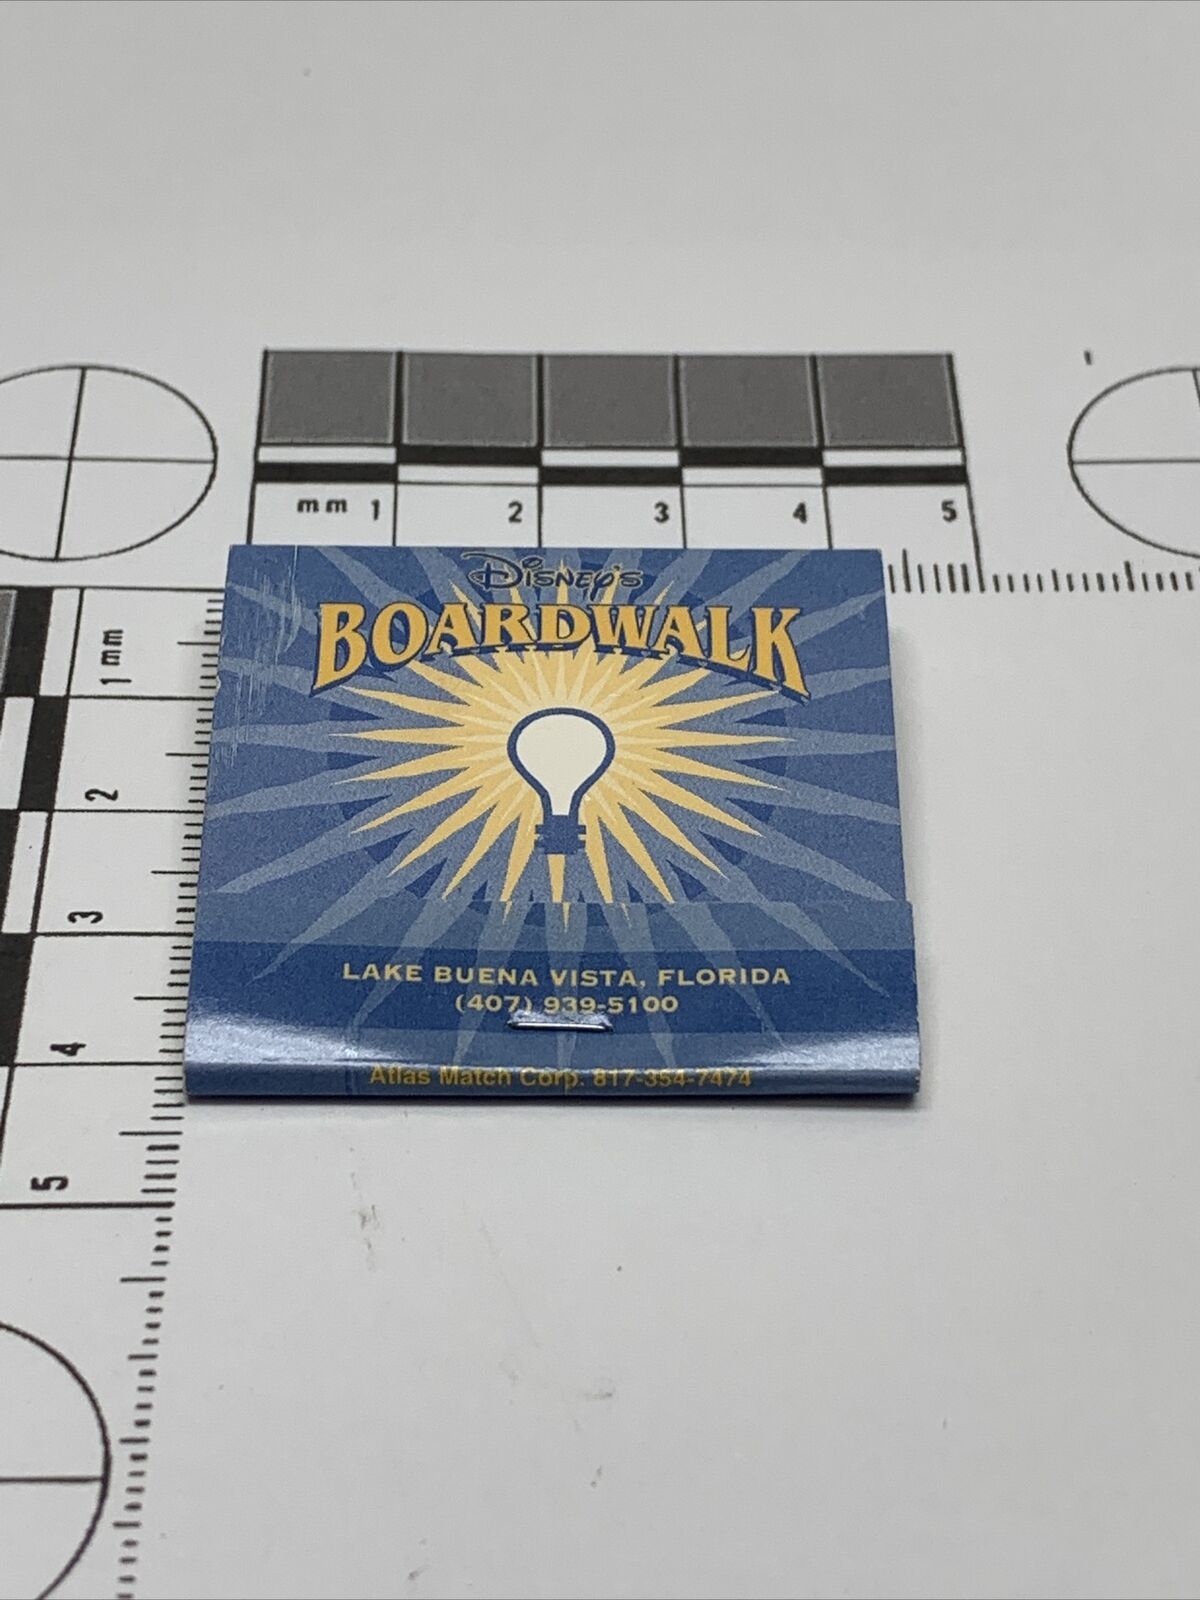 mm 1 2 3 4 5
1 mm
2
3
4
5
Disney's
BOARDWALK
LAKE BUENA VISTA, FLORIDA
(407) 939-5100
Atlas Match Corp. 817-354-7474